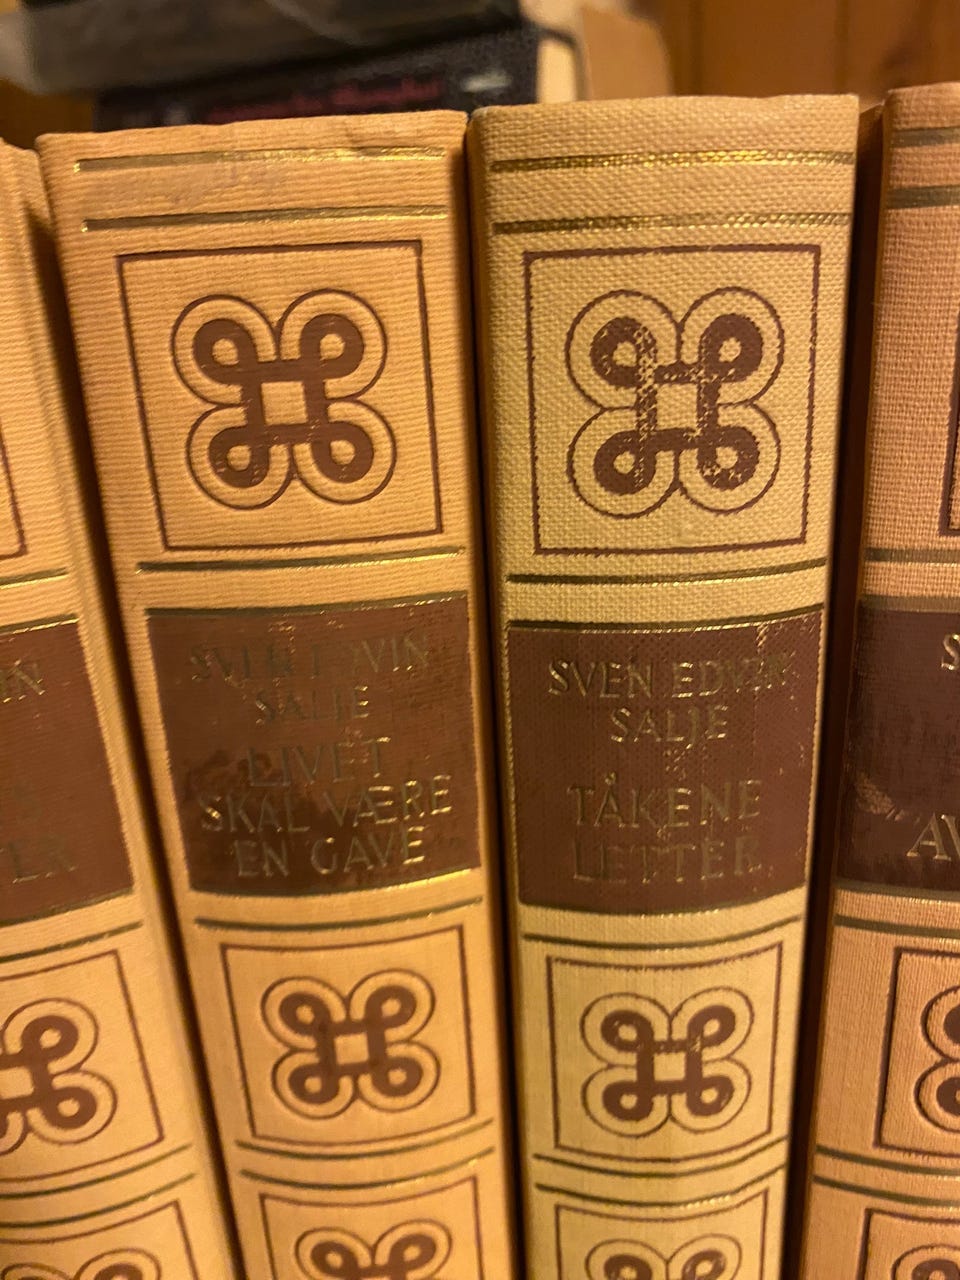 SVEN EDVIN
SALJE
LIVET
SKAL VÆRE
EN GAVE
SVEN EDVIN
SALJE
TÅKENE
LETTER